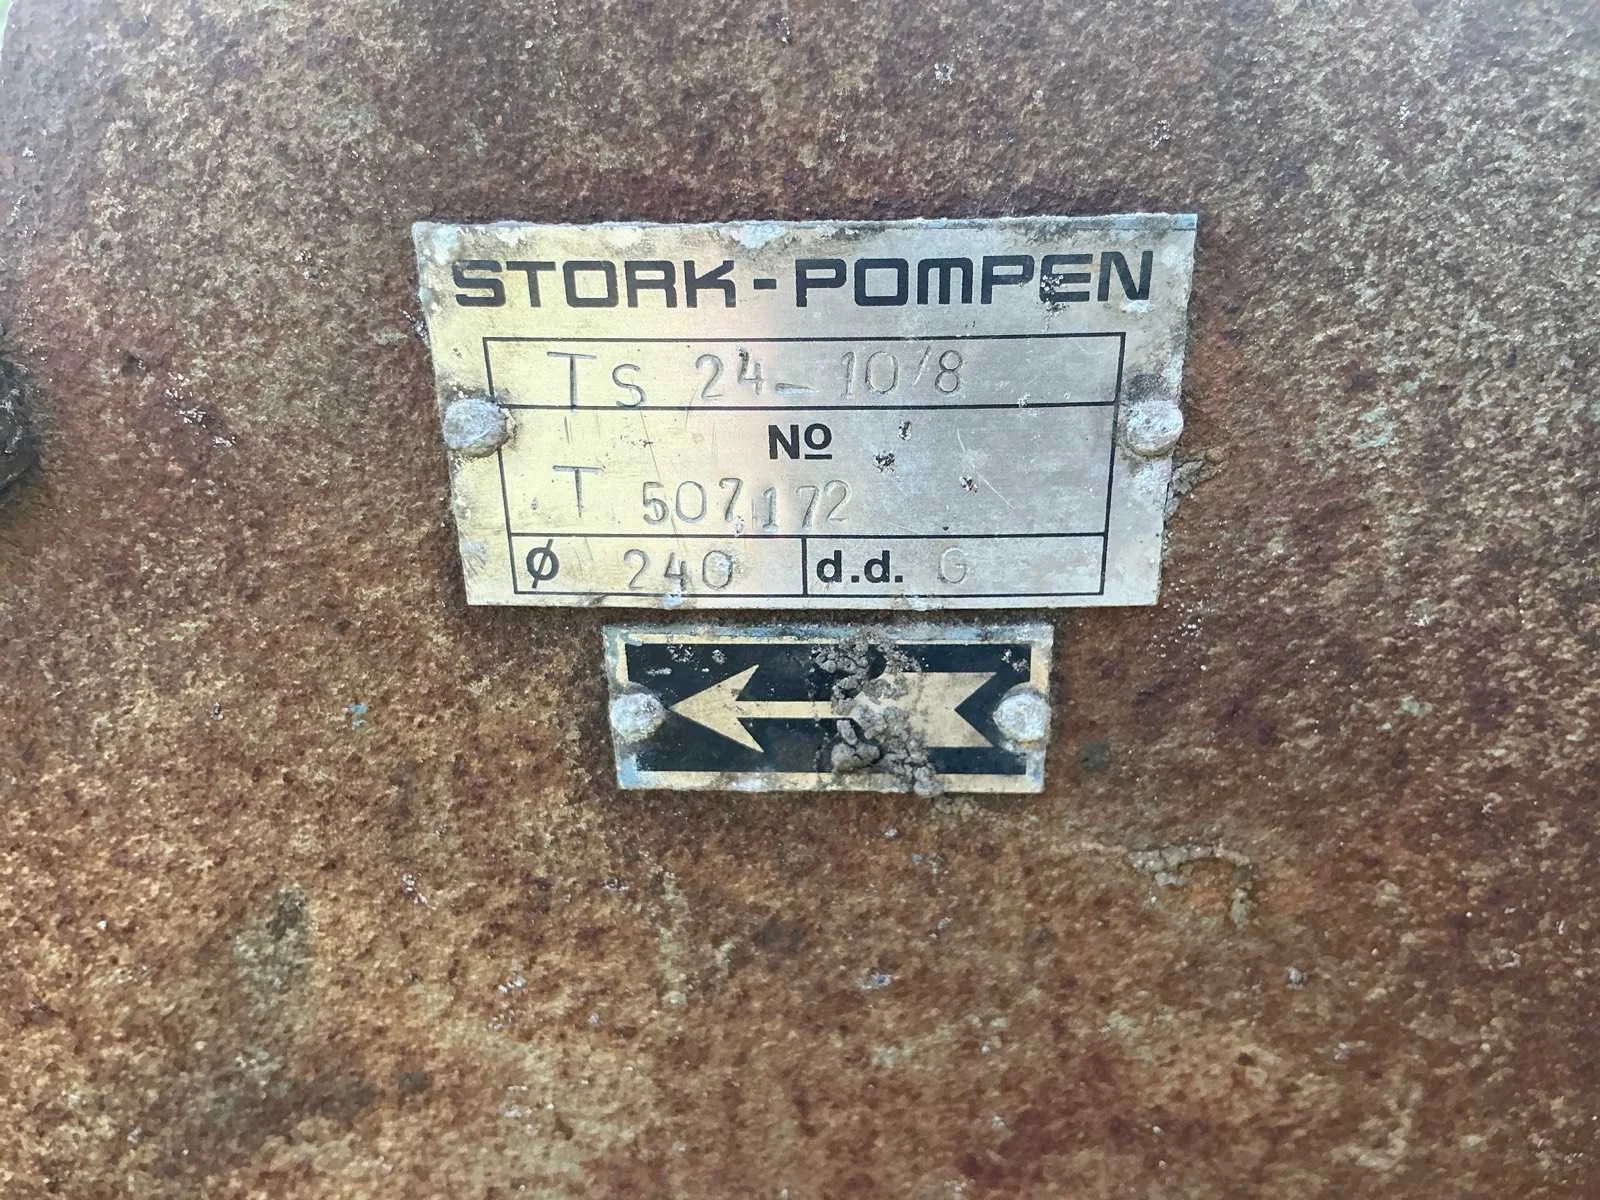 STORK-POMPEN
Ts 24-10/8
Nº
T 507172
Ø 240 d.d. G